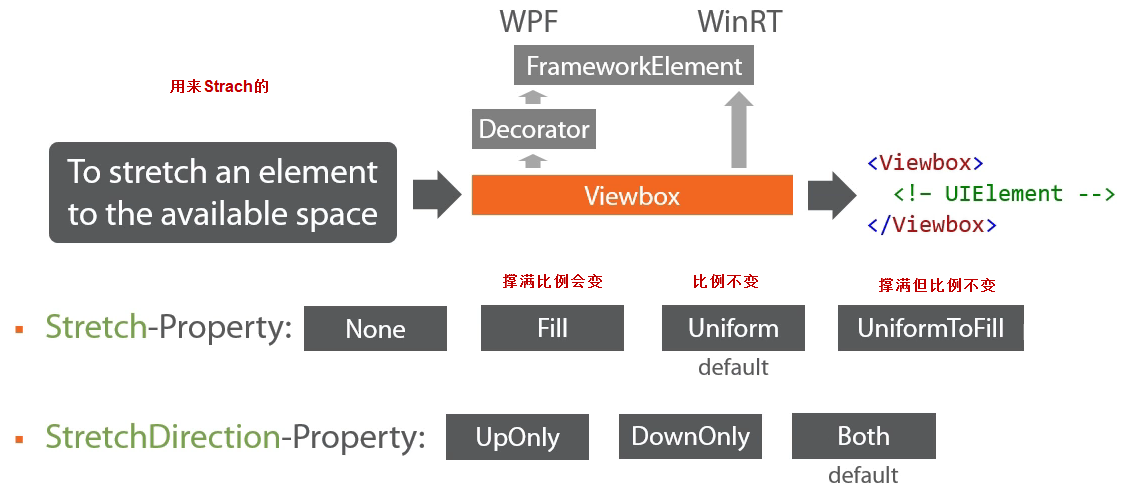 WPF
WinRT
FrameworkElement
用来Strach的
Decorator
To stretch an element
to the available space
Viewbox
<Viewbox>
<!– UIElement -->
</Viewbox>
撑满比例会变
比例不变
撑满但比例不变
▪ Stretch-Property:
None
Fill
Uniform
UniformToFill
default
▪ StretchDirection-Property:
UpOnly
DownOnly
Both
default